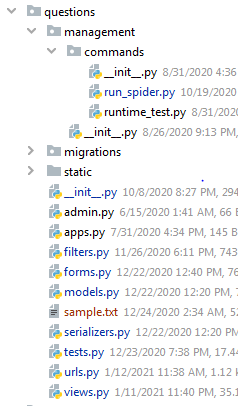 questions
management
commands
__init__.py 8/31/2020 4:36
run_spider.py 10/19/2020
runtime_test.py 8/31/20
__init__.py 8/26/2020 9:13 PM,
migrations
static
__init__.py 10/8/2020 8:27 PM, 294
admin.py 6/15/2020 1:41 AM, 66 B
apps.py 7/31/2020 4:34 PM, 145 B
filters.py 11/26/2020 6:11 PM, 743
forms.py 12/22/2020 12:40 PM, 76
models.py 12/22/2020 12:20 PM, 7
sample.txt 12/24/2020 2:34 AM, 52
serializers.py 12/22/2020 12:20 PM
tests.py 12/23/2020 7:38 PM, 17.44
urls.py 1/12/2021 11:38 AM, 1.12 k
views.py 1/11/2021 11:40 PM, 35.1